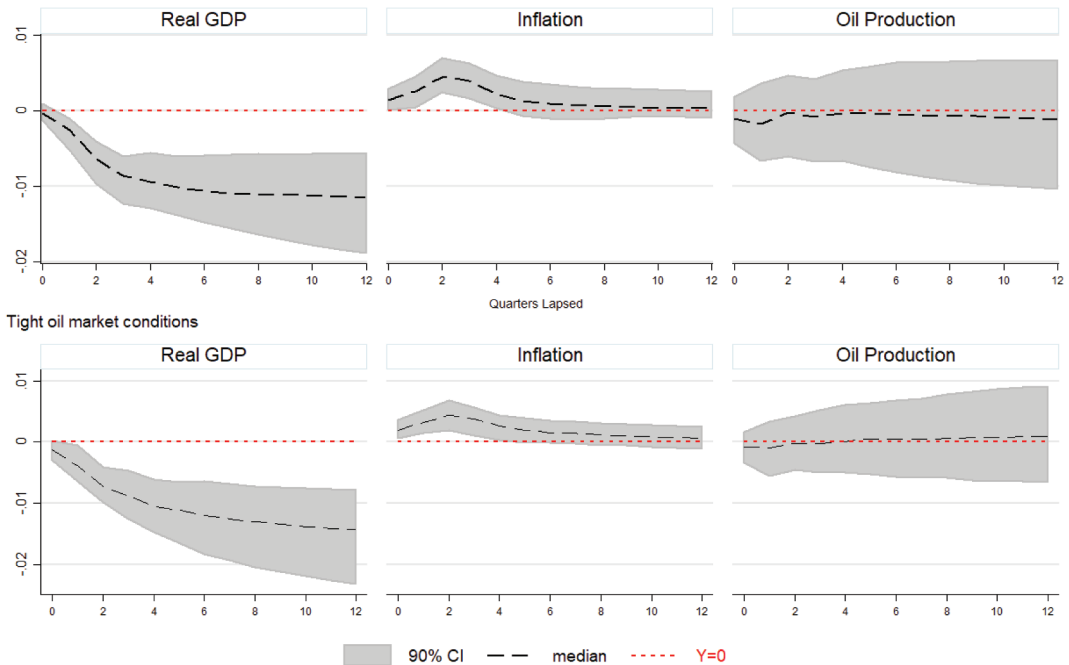 Real GDP Inflation Oil Production
.01
0
-.01
-.02
0 2 4 6 8 10 12 0 2 4 6 8 10 12 0 2 4 6 8 10 12
Quarters Lapsed
Tight oil market conditions
Real GDP Inflation Oil Production
.01
0
-.01
-.02
0 2 4 6 8 10 12 0 2 4 6 8 10 12 0 2 4 6 8 10 12
90% CI median Y=0